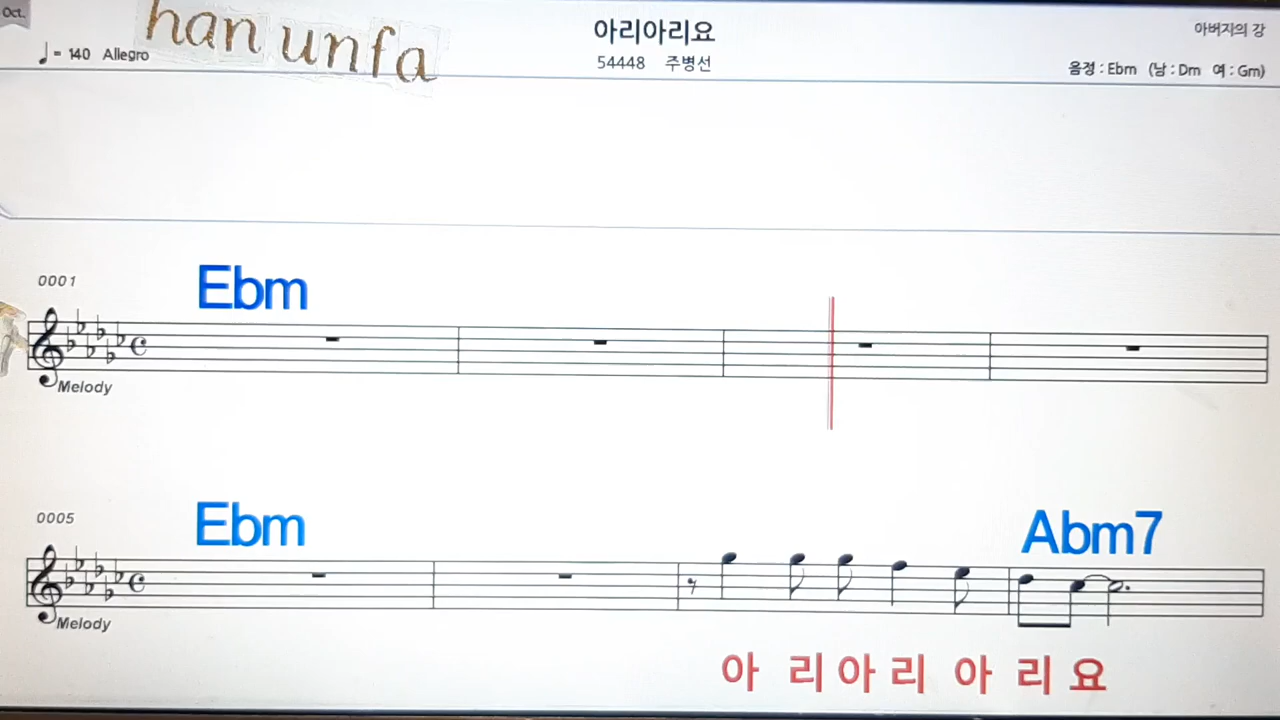 Oct.
han unfa
아리아리요
아버지의 강
♩= 140 Allegro
54448 주병선
음정 : Ebm (남 : Dm 여 : Gm)
0001
Ebm
Melody
0005
Ebm
Abm7
Melody
아 리 아 리 아 리 요